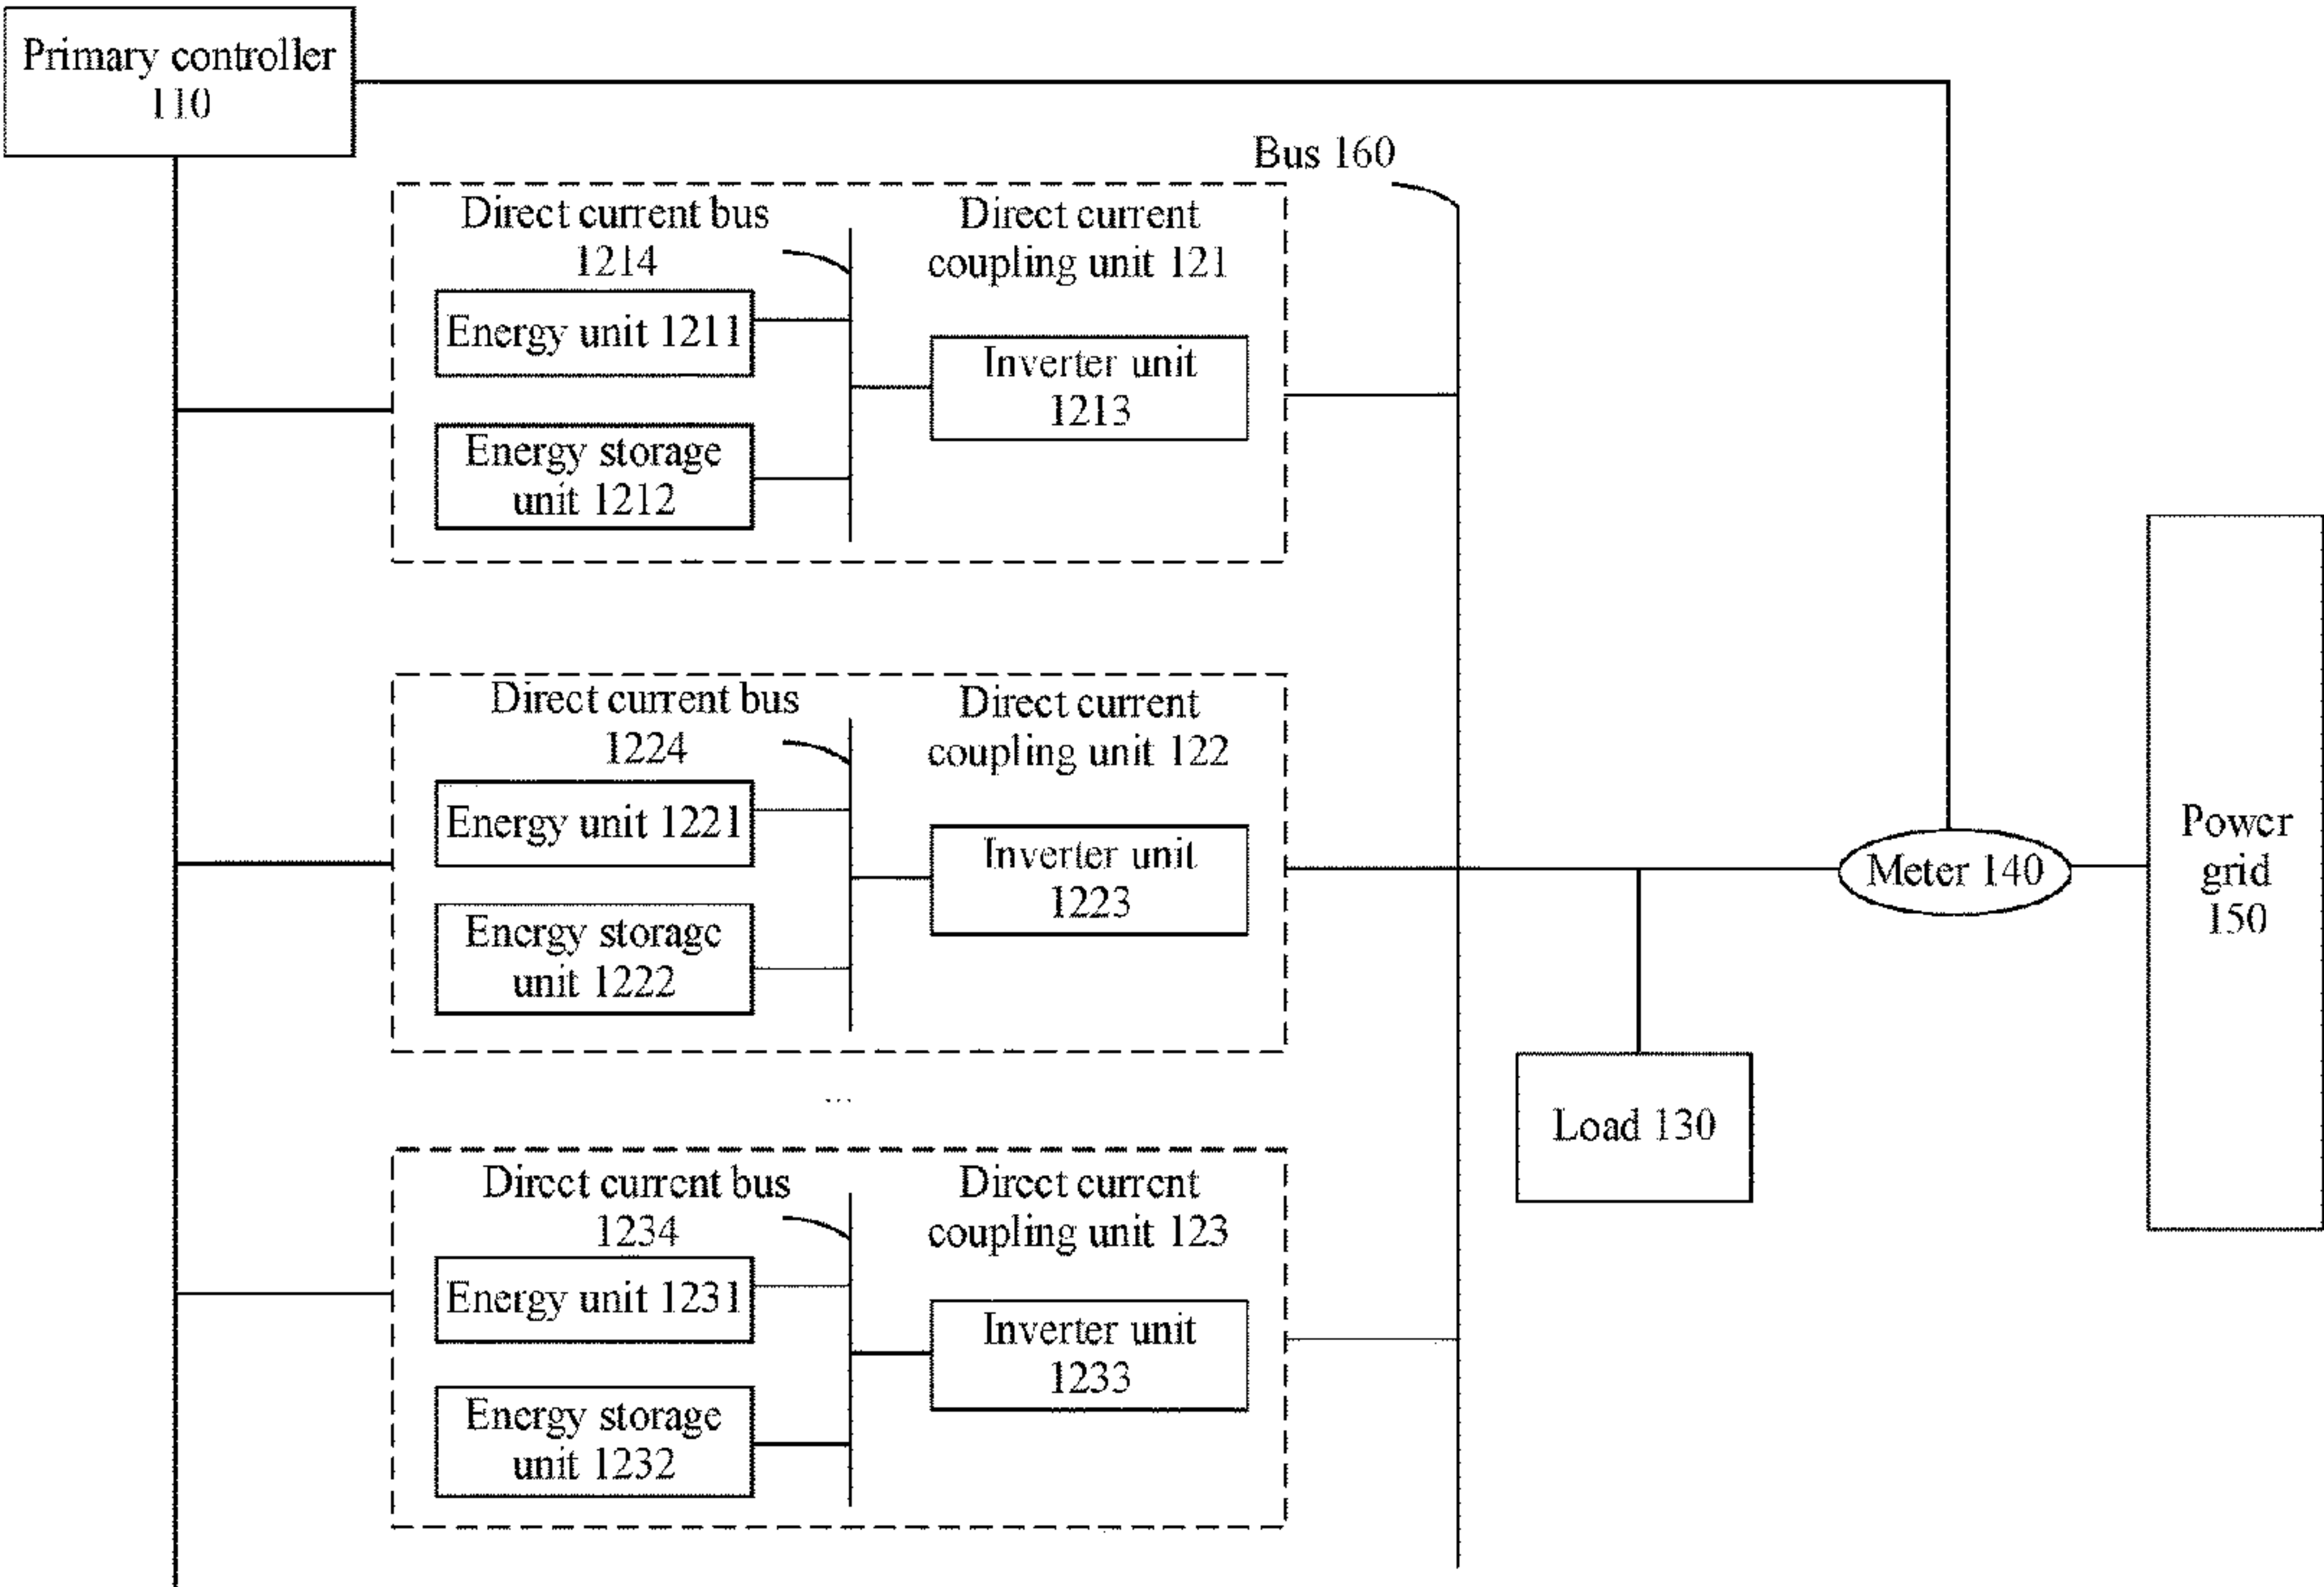 Primary controller
110
Bus 160
Direct current bus
1214
Direct current
coupling unit 121
Energy unit 1211
Inverter unit
1213
Energy storage
unit 1212
Direct current bus
1224
Direct current
coupling unit 122
Energy unit 1221
Inverter unit
1223
Energy storage
unit 1222
...
Direct current bus
1234
Direct current
coupling unit 123
Energy unit 1231
Inverter unit
1233
Energy storage
unit 1232
Load 130
Meter 140
Power
grid
150